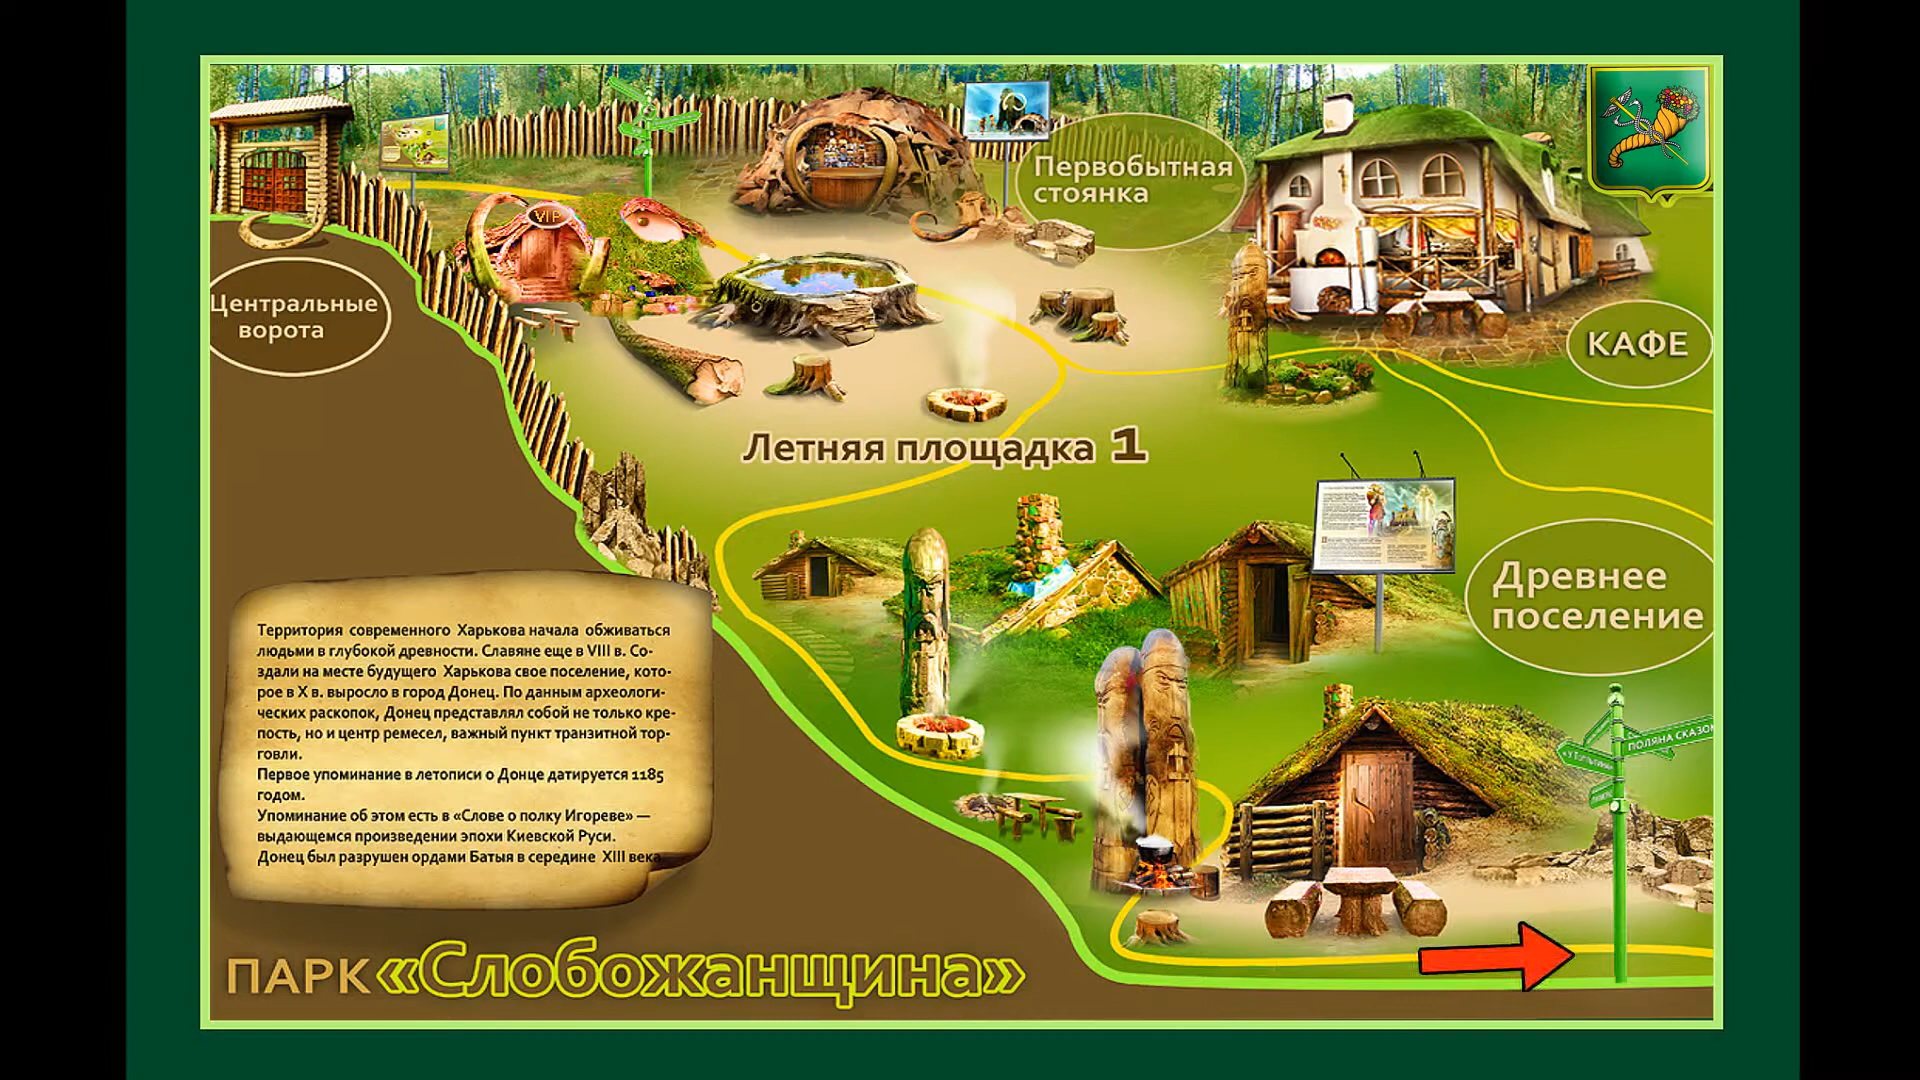 VIP
Первобытная
стоянка
Центральные
ворота
КАФЕ
Летняя площадка 1
Древнее
поселение
Территория современного Харькова начала обживаться
людьми в глубокой древности. Славяне еще в VIII в. Со-
здали на месте будущего Харькова свое поселение, кото-
рое в X в. выросло в город Донец. По данным археологи-
ческих раскопок, Донец представлял собой не только кре-
пость, но и центр ремесел, важный пункт транзитной тор-
говли.
Первое упоминание в летописи о Донце датируется 1185
годом.
Упоминание об этом есть в «Слове о полку Игореве» —
выдающемся произведении эпохи Киевской Руси.
Донец был разрушен ордами Батыя в середине XIII века
ПОЛЯНА СКАЗОК
ПАРК «Слобожанщина»